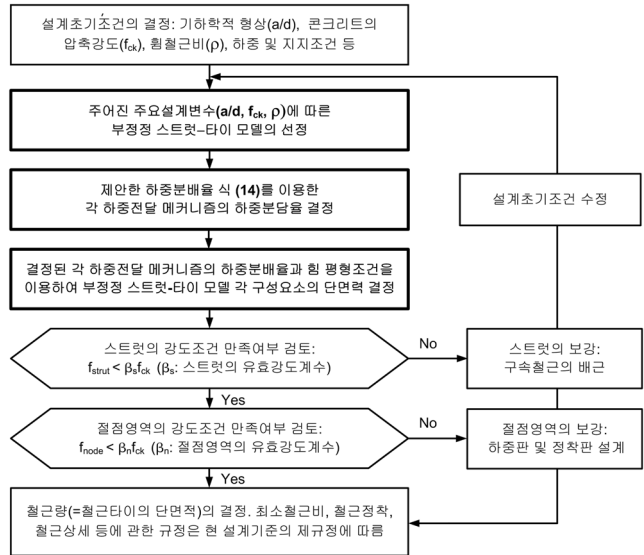 설계초기조건의 결정: 기하학적 형상(a/d), 콘크리트의
압축강도(fck), 휨철근비(ρ), 하중 및 지지조건 등
주어진 주요설계변수(a/d, fck, ρ)에 따른
부정정 스트럿–타이 모델의 선정
제안한 하중분배율 식 (14)를 이용한
각 하중전달 메커니즘의 하중분담율 결정
설계초기조건 수정
결정된 각 하중전달 메커니즘의 하중분배율과 힘 평형조건을
이용하여 부정정 스트럿-타이 모델 각 구성요소의 단면력 결정
스트럿의 강도조건 만족여부 검토:
fstrut < βsfck (βs: 스트럿의 유효강도계수)
No
스트럿의 보강:
구속철근의 배근
Yes
절점영역의 강도조건 만족여부 검토:
fnode < βnfck (βn: 절점영역의 유효강도계수)
No
절점영역의 보강:
하중판 및 정착판 설계
Yes
철근량(=철근타이의 단면적)의 결정. 최소철근비, 철근정착,
철근상세 등에 관한 규정은 현 설계기준의 제규정에 따름